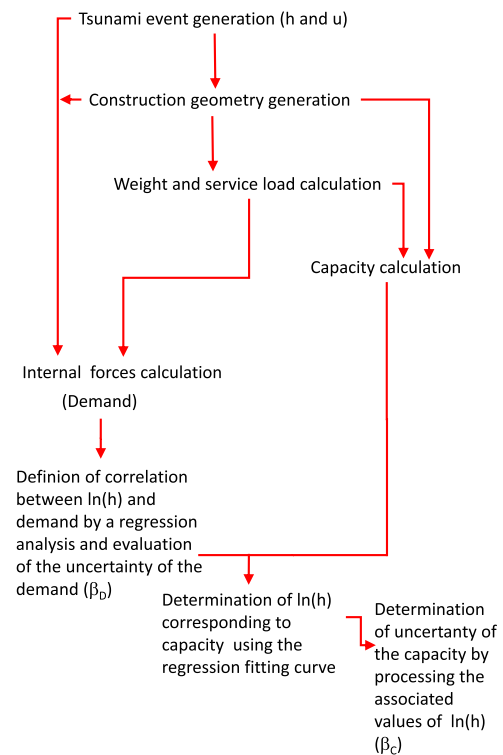 Tsunami event generation (h and u)
Construction geometry generation
Weight and service load calculation
Capacity calculation
Internal forces calculation
(Demand)
Definion of correlation
between ln(h) and
demand by a regression
analysis and evaluation
of the uncertainty of the
demand (βD)
Determination of ln(h)
corresponding to
capacity using the
regression fitting curve
Determination
of uncertanty of
the capacity by
processing the
associated
values of ln(h)
(βC)